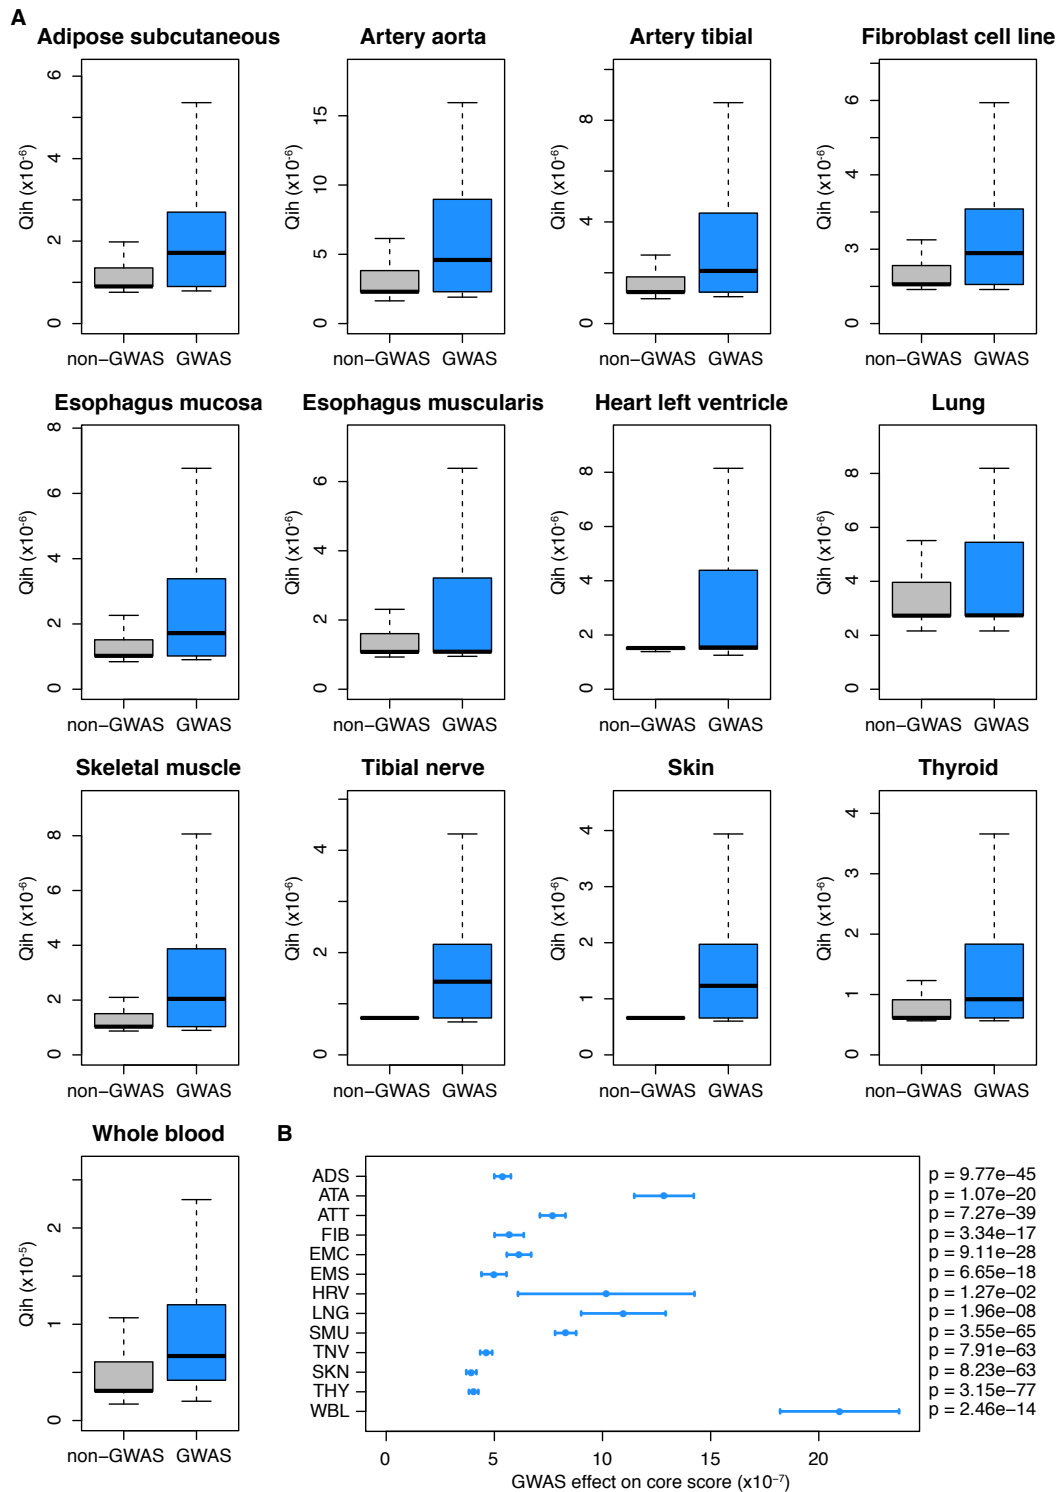 A
Adipose subcutaneous
Artery aorta
Artery tibial
Fibroblast cell line
Qih (x10-6)
0 2 4 6
non−GWAS GWAS
Qih (x10-6)
0 5 10 15
non−GWAS GWAS
Qih (x10-6)
0 4 8
non−GWAS GWAS
Qih (x10-6)
0 3 4 6
non−GWAS GWAS
Esophagus mucosa
Esophagus muscularis
Heart left ventricle
Lung
Qih (x10-6)
0 2 4 6 8
non−GWAS GWAS
Qih (x10-6)
0 2 4 6
non−GWAS GWAS
Qih (x10-6)
0 2 4 6 8
non−GWAS GWAS
Qih (x10-6)
0 2 4 6 8
non−GWAS GWAS
Skeletal muscle
Tibial nerve
Skin
Thyroid
Qih (x10-6)
0 2 4 6 8
non−GWAS GWAS
Qih (x10-6)
0 2 4
non−GWAS GWAS
Qih (x10-6)
0 1 2 3 4
non−GWAS GWAS
Qih (x10-6)
0 1 2 3 4
non−GWAS GWAS
Whole blood
Qih (x10-5)
0 1 2
non−GWAS GWAS
B
ADS p = 9.77e−45
ATA p = 1.07e−20
ATT p = 7.27e−39
FIB p = 3.34e−17
EMC p = 9.11e−28
EMS p = 6.65e−18
HRV p = 1.27e−02
LNG p = 1.96e−08
SMU p = 3.55e−65
TNV p = 7.91e−63
SKN p = 8.23e−63
THY p = 3.15e−77
WBL p = 2.46e−14
0 5 10 15 20
GWAS effect on core score (x10−7)